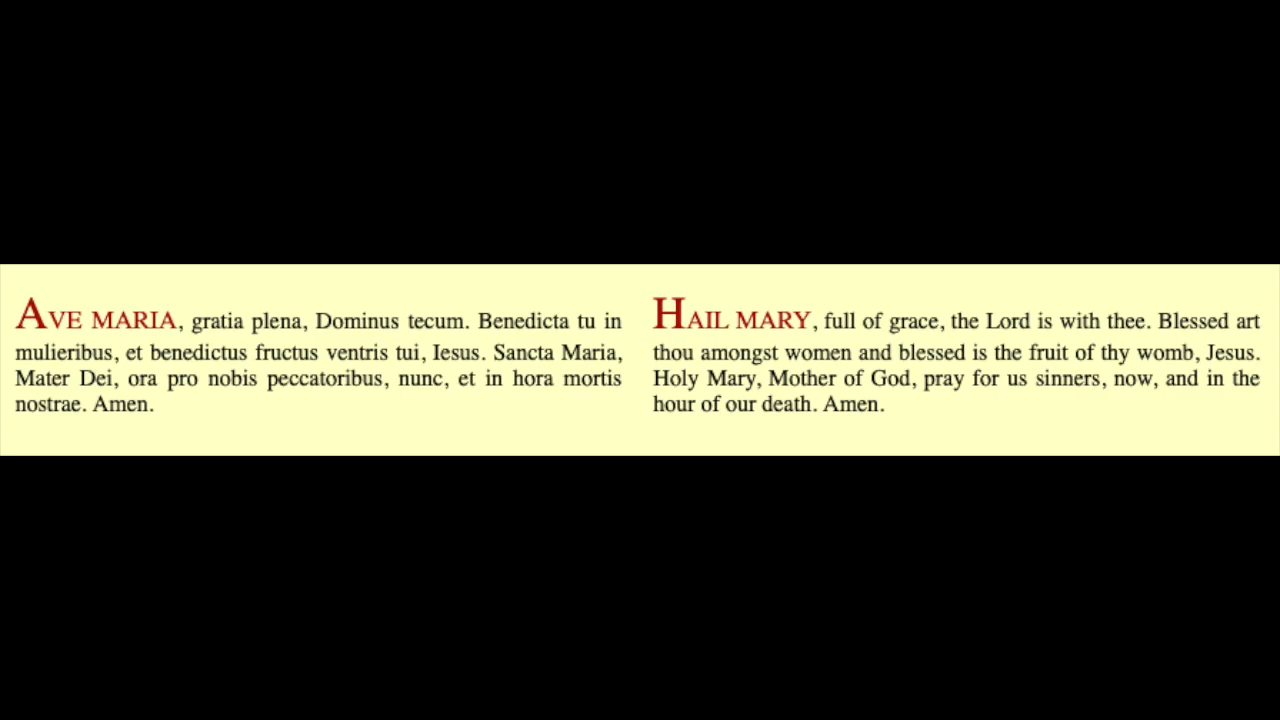 AVE MARIA, gratia plena, Dominus tecum. Benedicta tu in
mulieribus, et benedictus fructus ventris tui, Iesus. Sancta Maria,
Mater Dei, ora pro nobis peccatoribus, nunc, et in hora mortis
nostrae. Amen.
HAIL MARY, full of grace, the Lord is with thee. Blessed art
thou amongst women and blessed is the fruit of thy womb, Jesus.
Holy Mary, Mother of God, pray for us sinners, now, and in the
hour of our death. Amen.